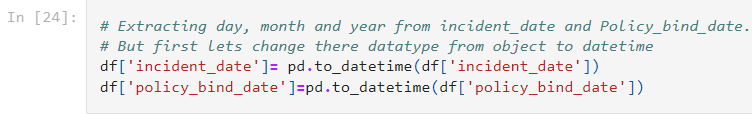 In [24]:
# Extracting day, month and year from incident_date and Policy_bind_date.
# But first lets change there datatype from object to datetime
df['incident_date']= pd.to_datetime(df['incident_date'])
df['policy_bind_date']=pd.to_datetime(df['policy_bind_date'])